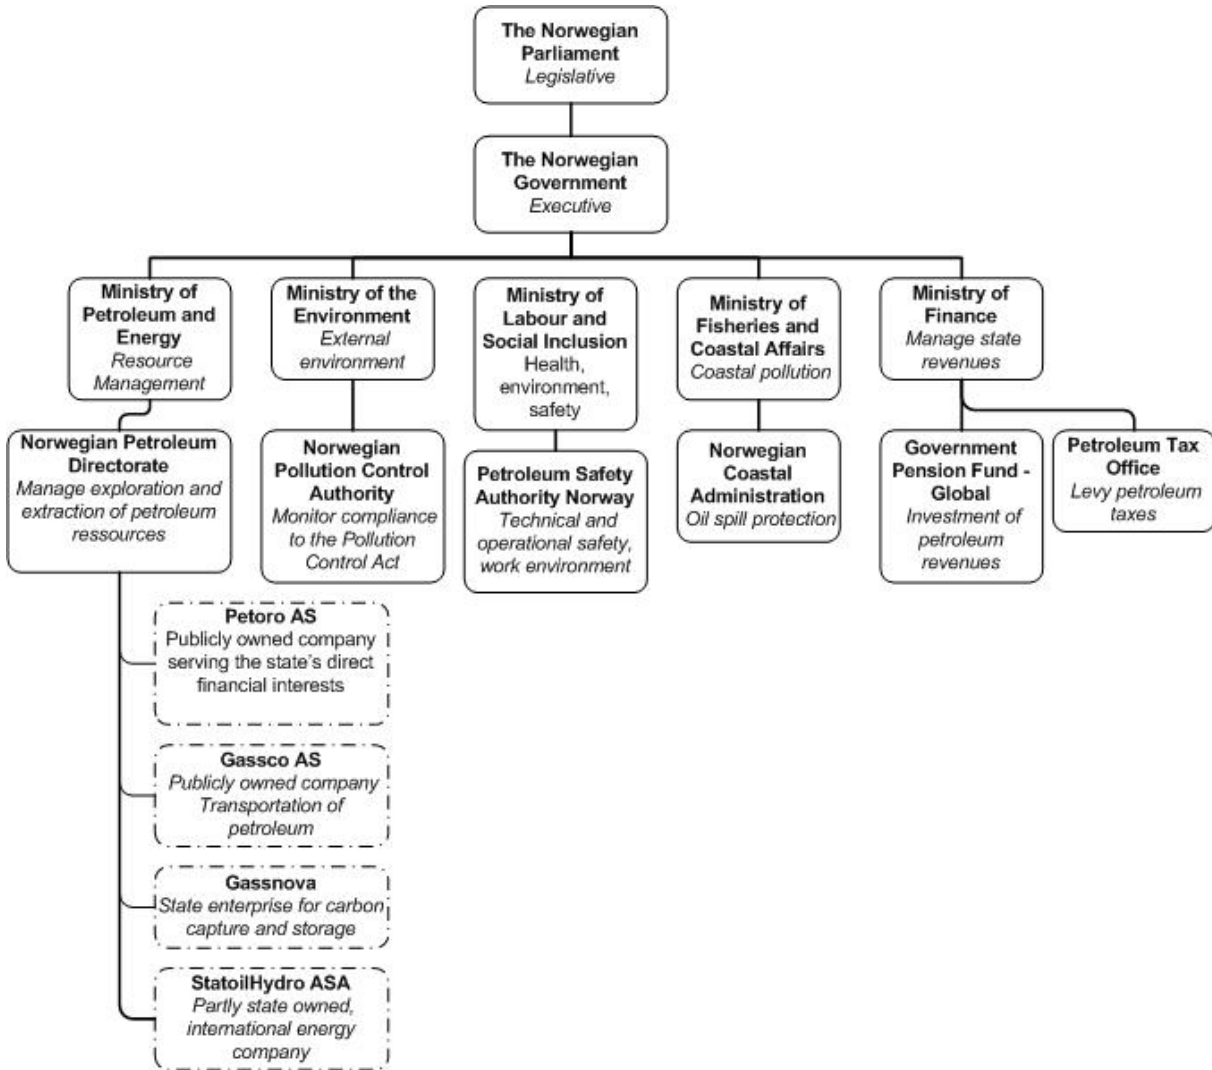 The Norwegian
Parliament
Legislative
The Norwegian
Government
Executive
Ministry of
Petroleum and
Energy
Resource
Management
Ministry of the
Environment
External
environment
Ministry of
Labour and
Social Inclusion
Health,
environment,
safety
Ministry of
Fisheries and
Coastal Affairs
Coastal pollution
Ministry of
Finance
Manage state
revenues
Norwegian Petroleum
Directorate
Manage exploration and
extraction of petroleum
ressources
Norwegian
Pollution Control
Authority
Monitor compliance
to the Pollution
Control Act
Petroleum Safety
Authority Norway
Technical and
operational safety,
work environment
Norwegian
Coastal
Administration
Oil spill protection
Government
Pension Fund -
Global
Investment of
petroleum
revenues
Petroleum Tax
Office
Levy petroleum
taxes
Petoro AS
Publicly owned company
serving the state's direct
financial interests
Gassco AS
Publicly owned company
Transportation of
petroleum
Gassnova
State enterprise for carbon
capture and storage
StatoilHydro ASA
Partly state owned,
international energy
company